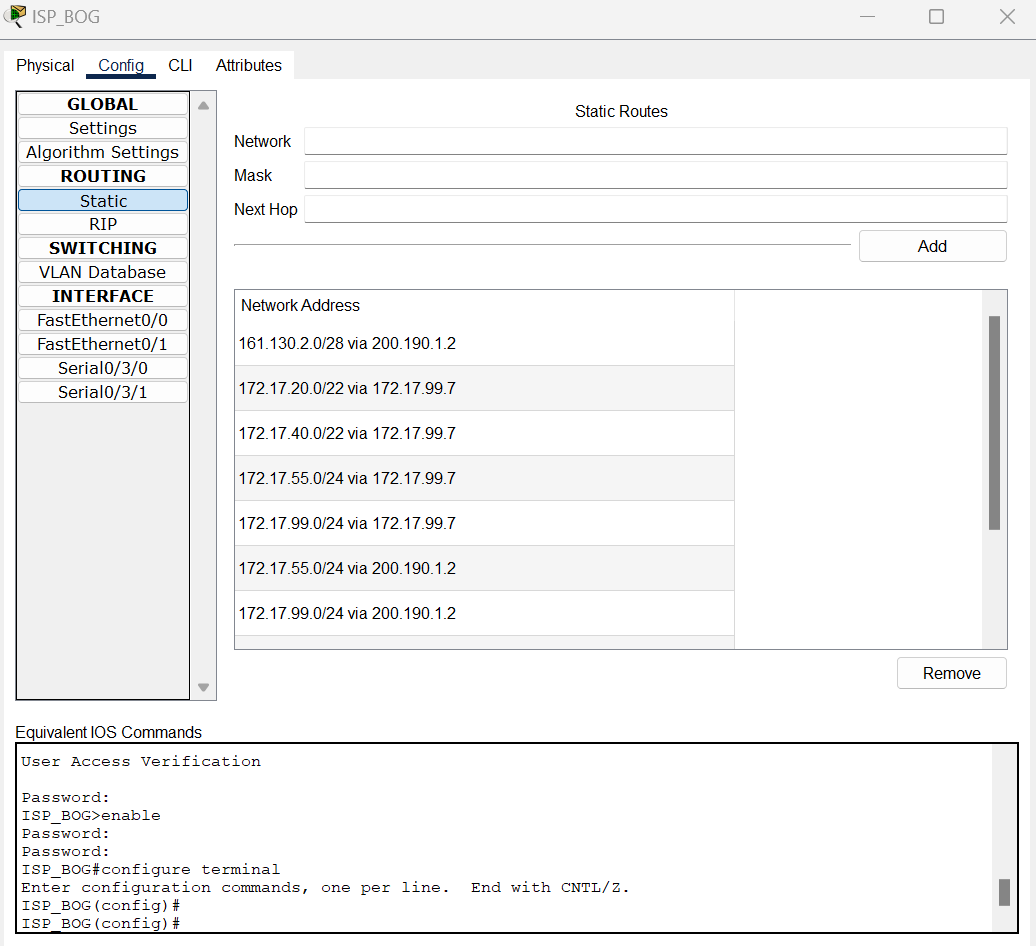 ISP_BOG
Physical Config CLI Attributes
GLOBAL
Settings
Algorithm Settings
ROUTING
Static
RIP
SWITCHING
VLAN Database
INTERFACE
FastEthernet0/0
FastEthernet0/1
Serial0/3/0
Serial0/3/1
Static Routes
Network
Mask
Next Hop
Add
Network Address
161.130.2.0/28 via 200.190.1.2
172.17.20.0/22 via 172.17.99.7
172.17.40.0/22 via 172.17.99.7
172.17.55.0/24 via 172.17.99.7
172.17.99.0/24 via 172.17.99.7
172.17.55.0/24 via 200.190.1.2
172.17.99.0/24 via 200.190.1.2
Remove
Equivalent IOS Commands
User Access Verification
Password:
ISP_BOG>enable
Password:
Password:
ISP_BOG#configure terminal
Enter configuration commands, one per line. End with CNTL/Z.
ISP_BOG(config)#
ISP_BOG(config)#